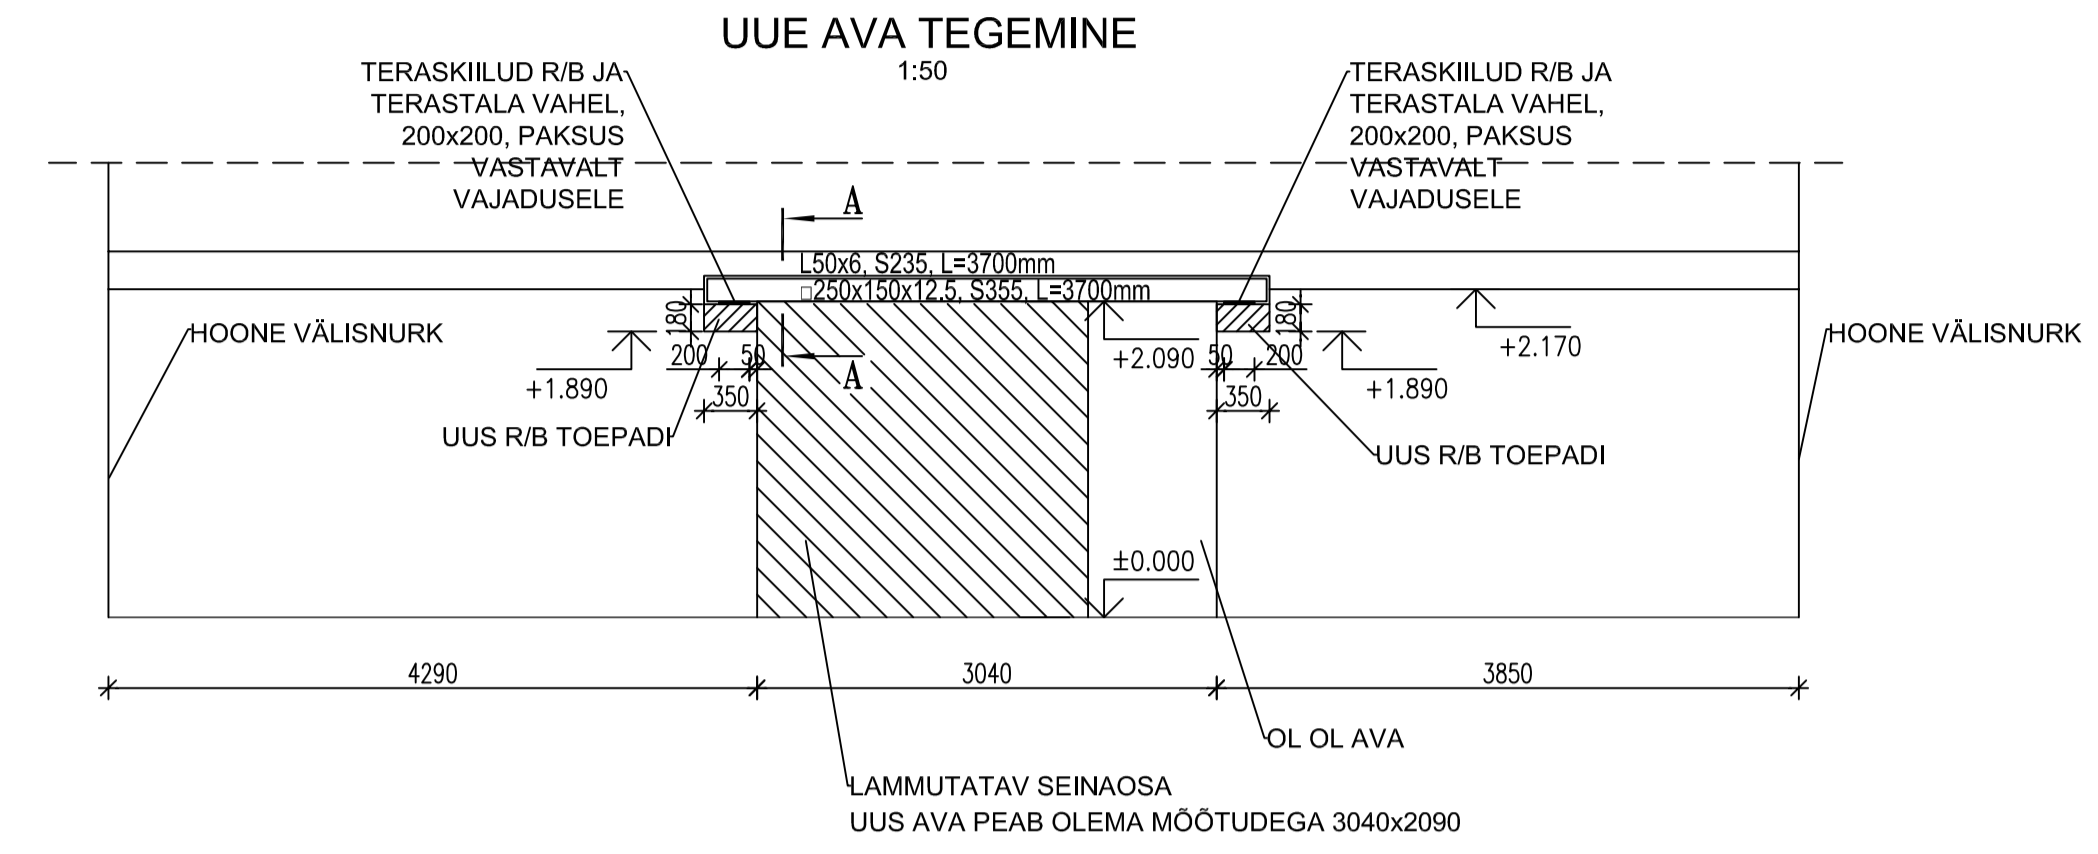 UUE AVA TEGEMINE
1:50
TERASKIILUD R/B JA
TERASTALA VAHEL,
200x200, PAKSUS
VASTAVALT
VAJADUSELE
TERASKIILUD R/B JA
TERASTALA VAHEL,
200x200, PAKSUS
VASTAVALT
VAJADUSELE
A
L50x6, S235, L=3700mm
□250x150x12.5, S355, L=3700mm
HOONE VÄLISNURK
180
200
50
+1.890
350
A
UUS R/B TOEPADI
+2.090
50
200
180
350
+1.890
+2.170
HOONE VÄLISNURK
UUS R/B TOEPADI
±0.000
4290
3040
3850
OL OL AVA
LAMMUTATAV SEINAOSA
UUS AVA PEAB OLEMA MÕÕTUDEGA 3040x2090